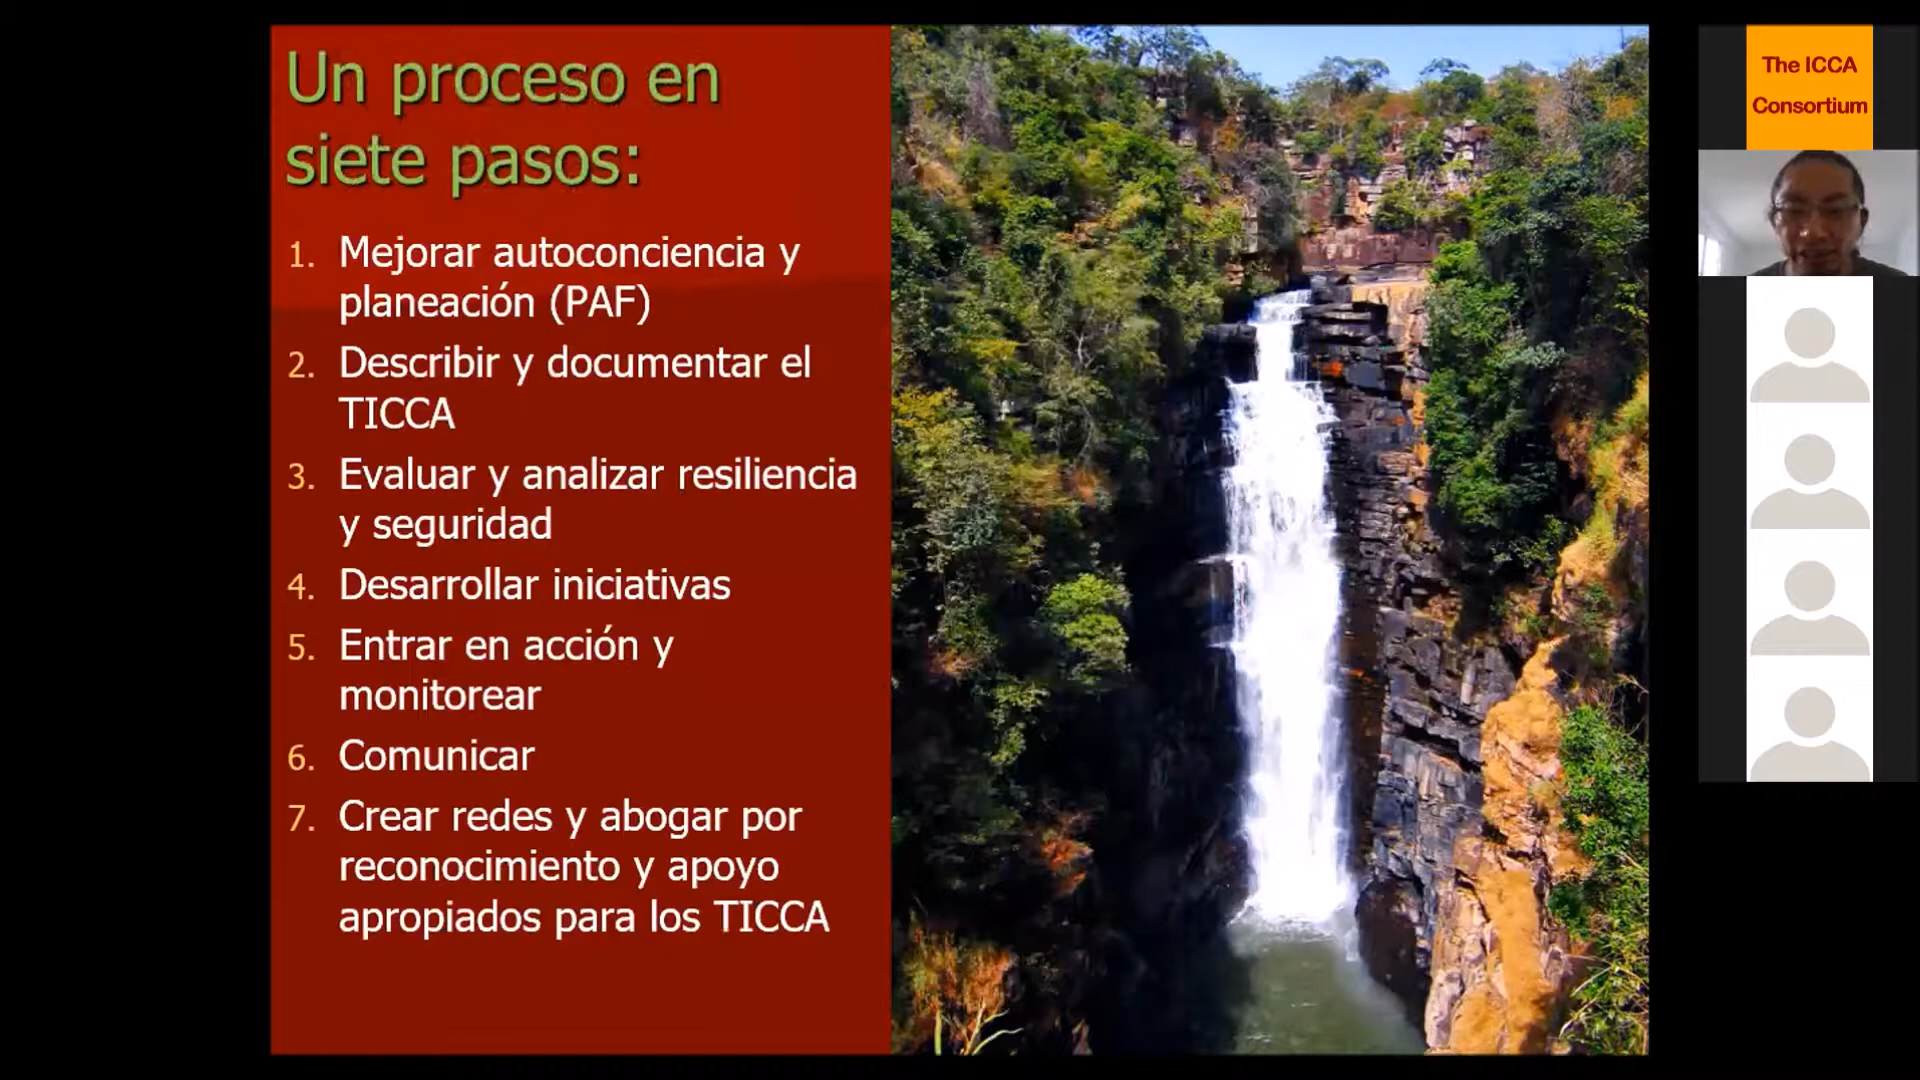 Un proceso en
siete pasos:
1. Mejorar autoconciencia y
planeación (PAF)
2. Describir y documentar el
TICCA
3. Evaluar y analizar resiliencia
y seguridad
4. Desarrollar iniciativas
5. Entrar en acción y
monitorear
6. Comunicar
7. Crear redes y abogar por
reconocimiento y apoyo
apropiados para los TICCA
The ICCA
Consortium